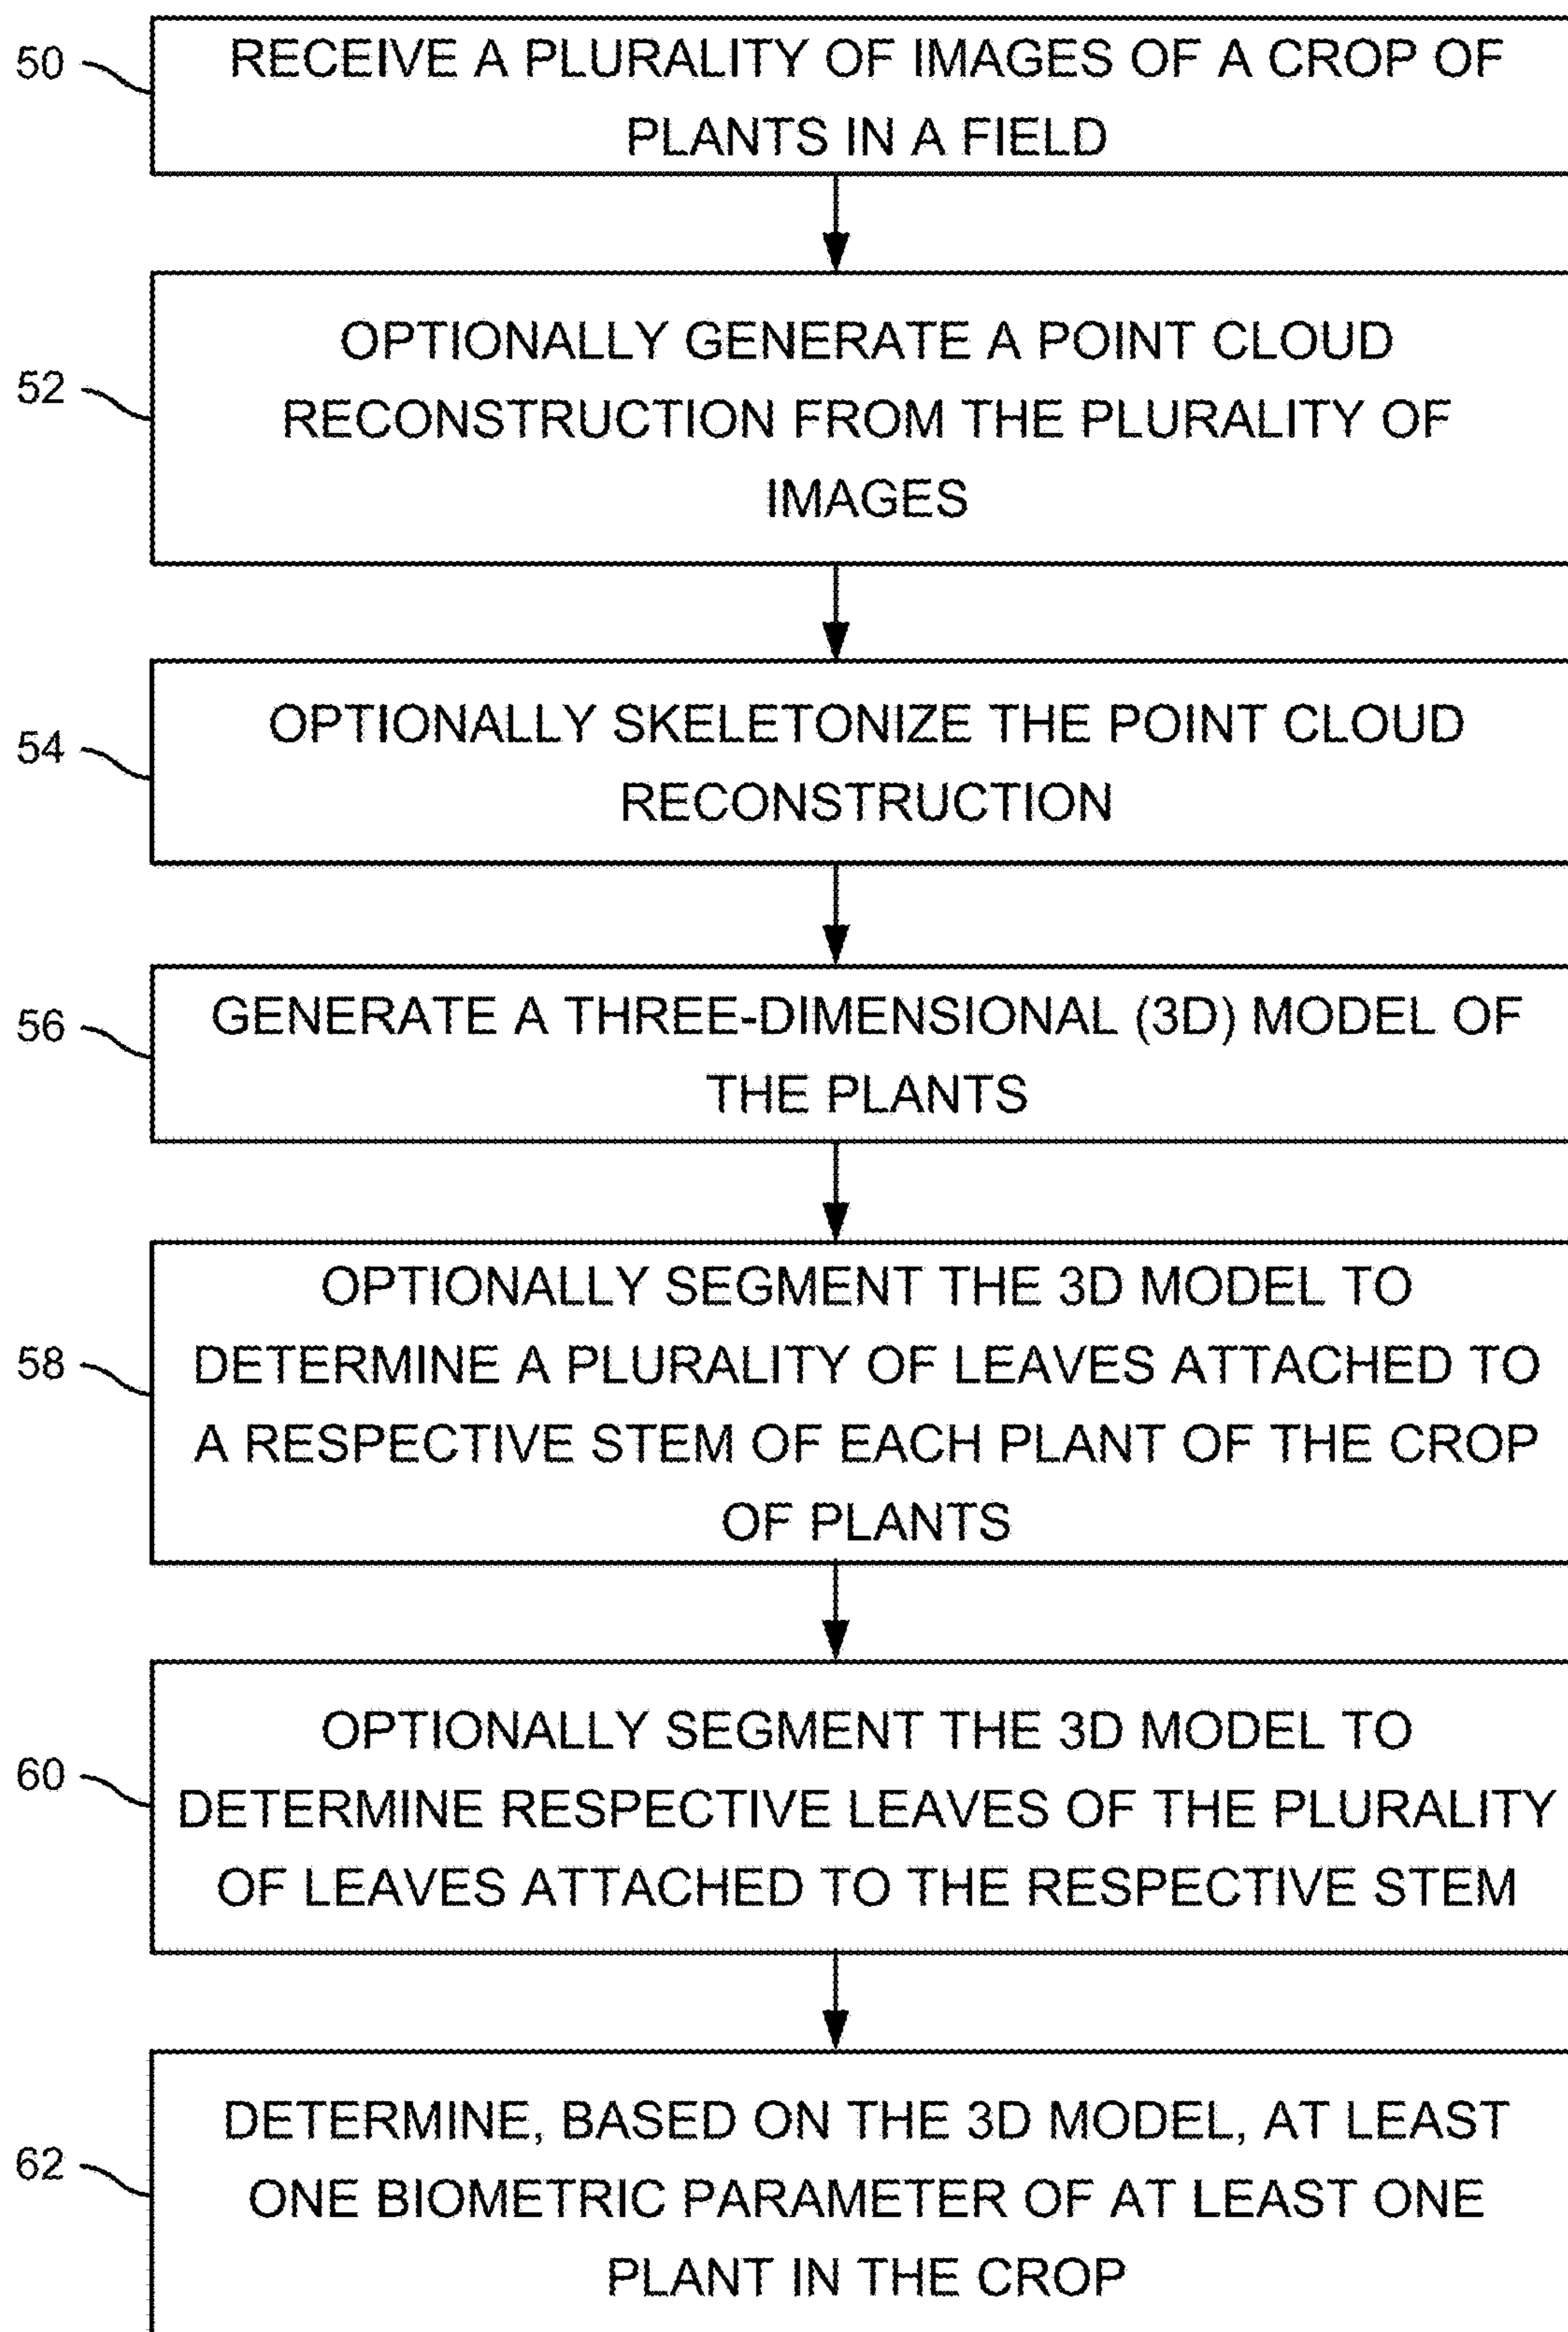 50
RECEIVE A PLURALITY OF IMAGES OF A CROP OF
PLANTS IN A FIELD
52
OPTIONALLY GENERATE A POINT CLOUD
RECONSTRUCTION FROM THE PLURALITY OF
IMAGES
54
OPTIONALLY SKELETONIZE THE POINT CLOUD
RECONSTRUCTION
56
GENERATE A THREE-DIMENSIONAL (3D) MODEL OF
THE PLANTS
58
OPTIONALLY SEGMENT THE 3D MODEL TO
DETERMINE A PLURALITY OF LEAVES ATTACHED TO
A RESPECTIVE STEM OF EACH PLANT OF THE CROP
OF PLANTS
60
OPTIONALLY SEGMENT THE 3D MODEL TO
DETERMINE RESPECTIVE LEAVES OF THE PLURALITY
OF LEAVES ATTACHED TO THE RESPECTIVE STEM
62
DETERMINE, BASED ON THE 3D MODEL, AT LEAST
ONE BIOMETRIC PARAMETER OF AT LEAST ONE
PLANT IN THE CROP